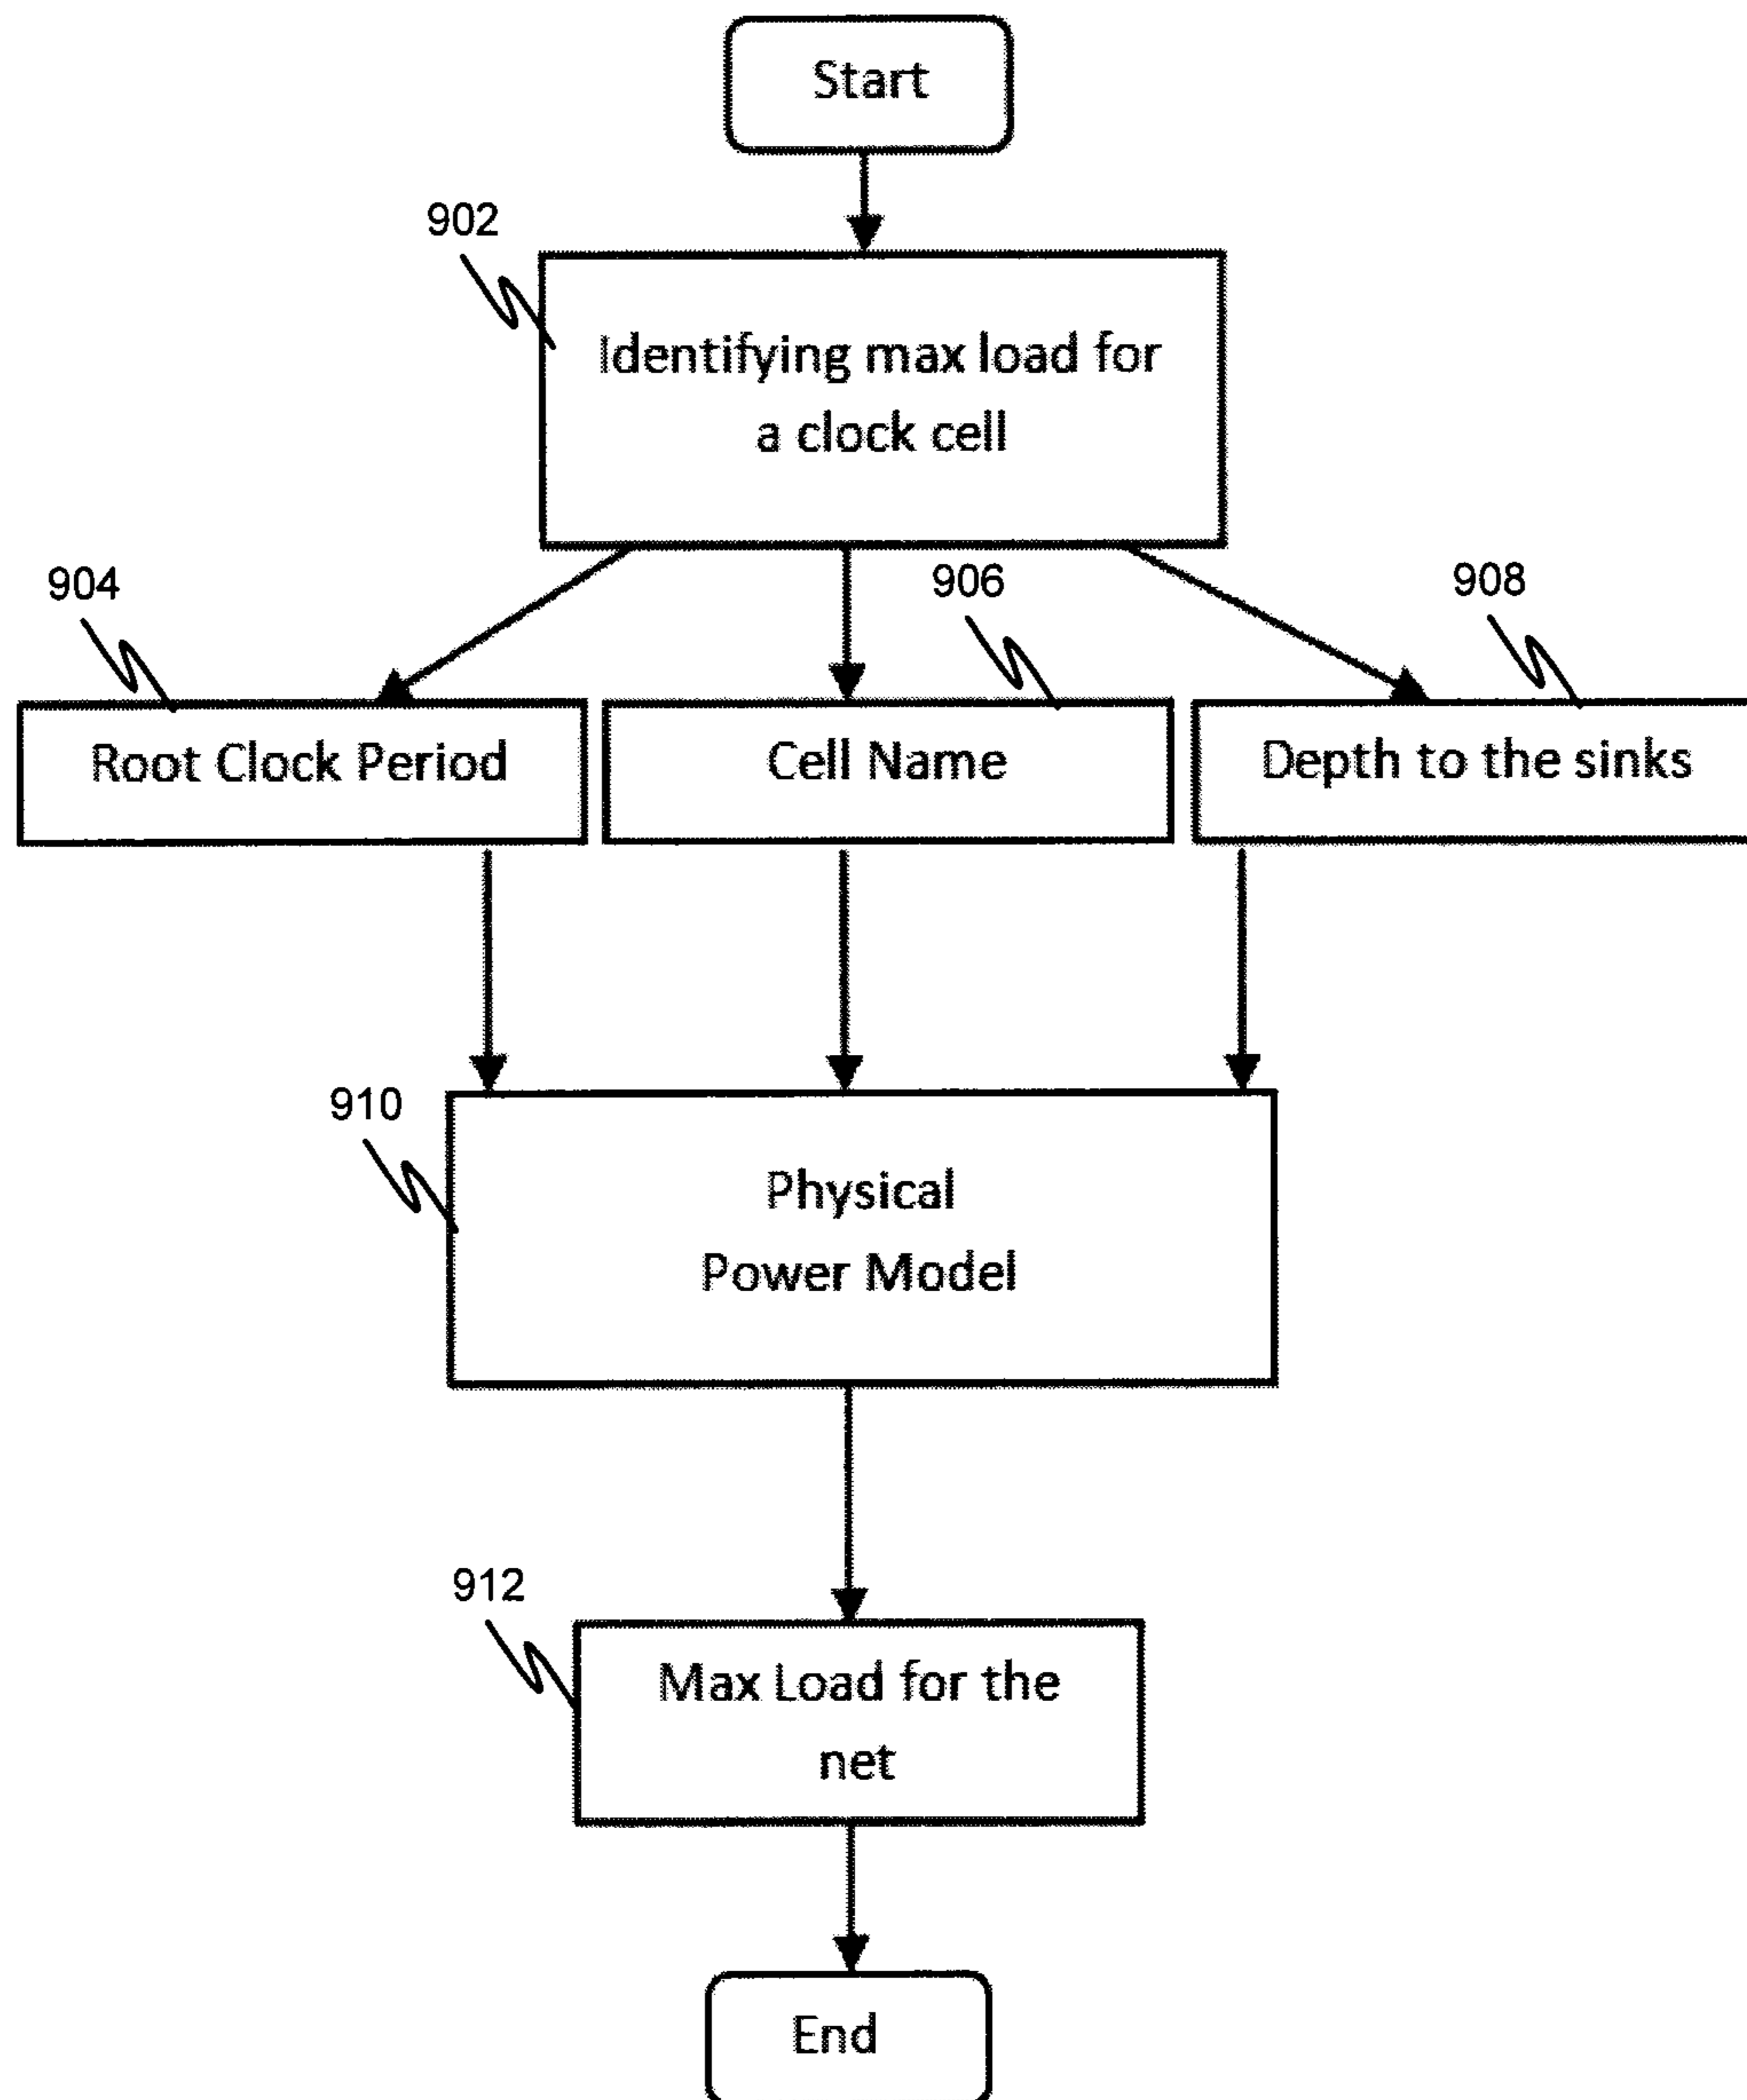 Start
902
Identifying max load for
a clock cell
904
906
908
Root Clock Period
Cell Name
Depth to the sinks
910
Physical
Power Model
912
Max Load for the
net
End